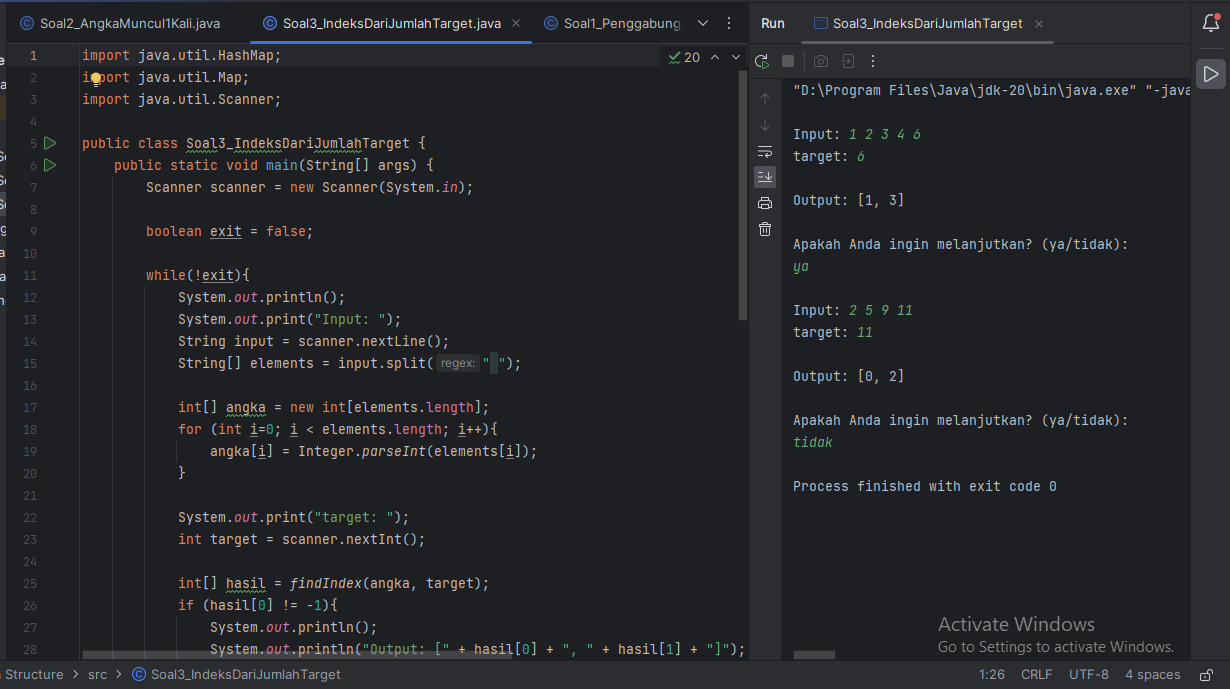 Soal2_AngkaMuncul1Kali.java
Soal3_IndeksDariJumlahTarget.java
Soal1_Penggabung
Run
Soal3_IndeksDariJumlahTarget
20
1 import java.util.HashMap;
2 import java.util.Map;
3 import java.util.Scanner;
4
5 public class Soal3_IndeksDariJumlahTarget {
6 public static void main(String[] args) {
7 Scanner scanner = new Scanner(System.in);
8
9 boolean exit = false;
10
11 while(!exit){
12 System.out.println();
13 System.out.print("Input: ");
14 String input = scanner.nextLine();
15 String[] elements = input.split( regex: " ");
16
17 int[] angka = new int[elements.length];
18 for (int i=0; i < elements.length; i++){
19 angka[i] = Integer.parseInt(elements[i]);
20 }
21
22 System.out.print("target: ");
23 int target = scanner.nextInt();
24
25 int[] hasil = findIndex(angka, target);
26 if (hasil[0] != -1){
27 System.out.println();
28 System.out.println("Output: [" + hasil[0] + ", " + hasil[1] + "]");
"D:\Program Files\Java\jdk-20\bin\java.exe" "-java
Input: 1 2 3 4 6
target: 6
Output: [1, 3]
Apakah Anda ingin melanjutkan? (ya/tidak):
ya
Input: 2 5 9 11
target: 11
Output: [0, 2]
Apakah Anda ingin melanjutkan? (ya/tidak):
tidak
Process finished with exit code 0
Activate Windows
Go to Settings to activate Windows.
Structure > src > Soal3_IndeksDariJumlahTarget
1:26 CRLF UTF-8 4 spaces